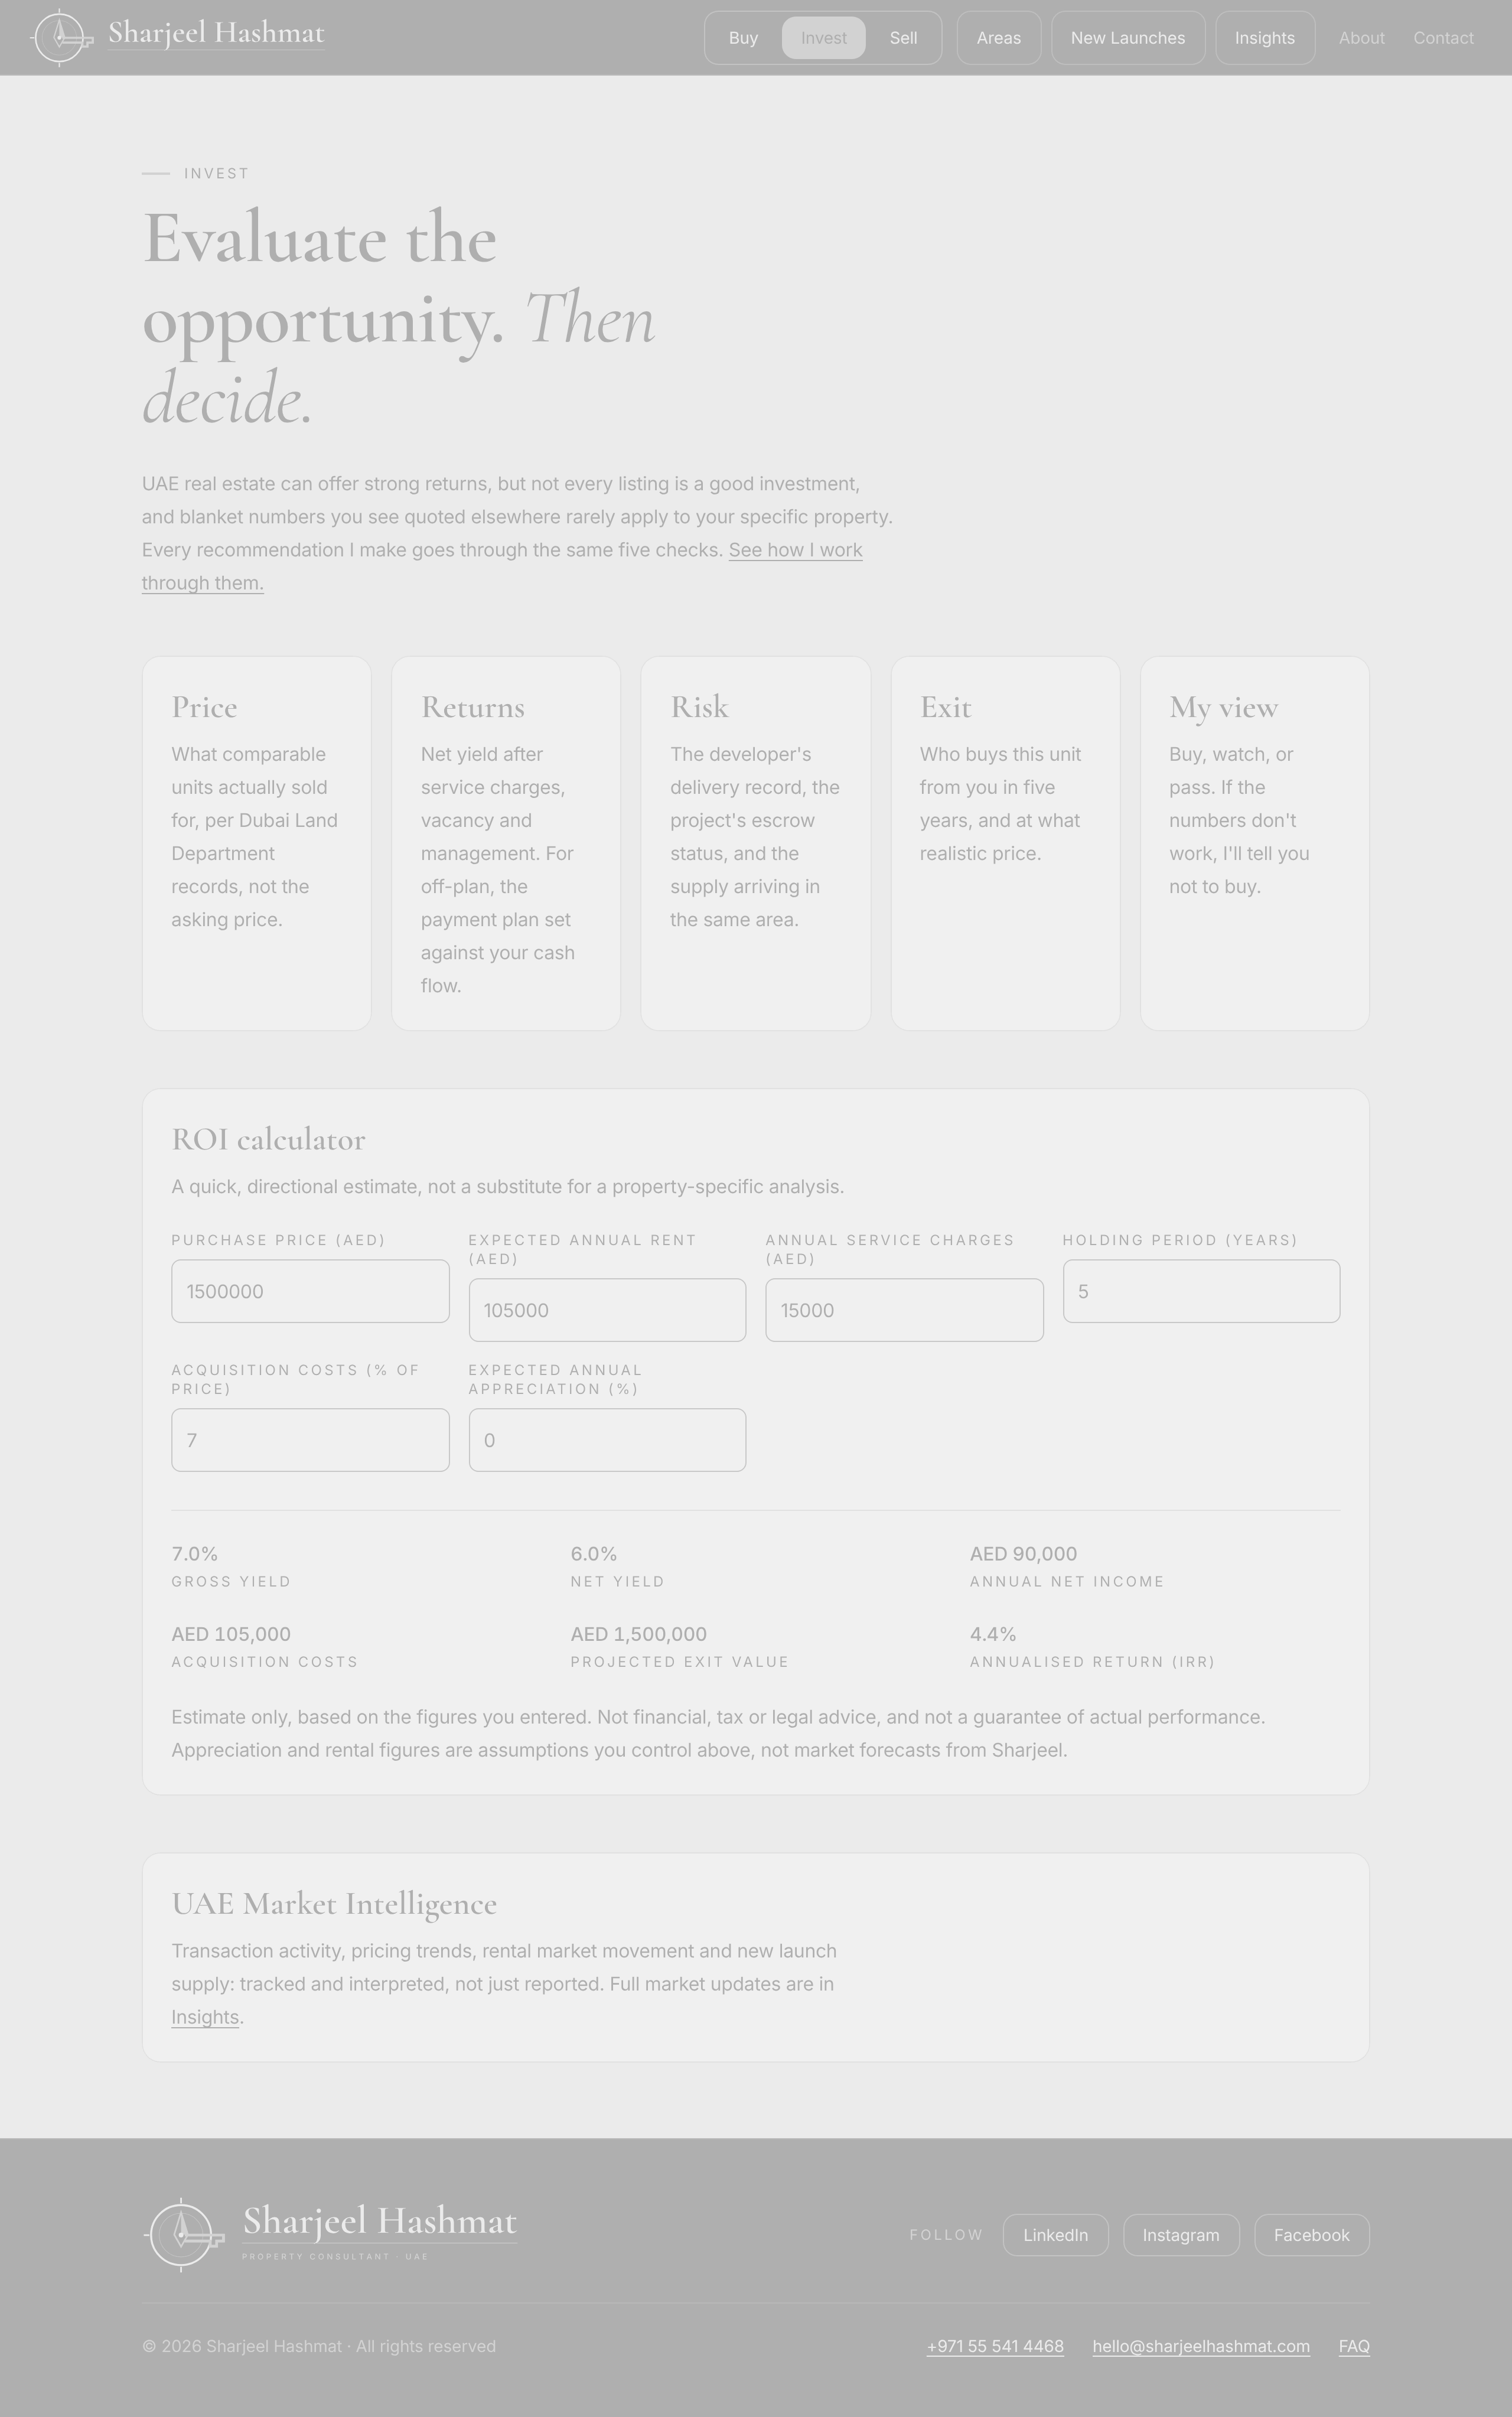 Sharjeel Hashmat
Buy
Invest
Sell
Areas
New Launches
Insights
About
Contact
INVEST
Evaluate the
opportunity. Then
decide.
UAE real estate can offer strong returns, but not every listing is a good investment,
and blanket numbers you see quoted elsewhere rarely apply to your specific property.
Every recommendation I make goes through the same five checks. See how I work
through them.
Price
What comparable
units actually sold
for, per Dubai Land
Department
records, not the
asking price.
Returns
Net yield after
service charges,
vacancy and
management. For
off-plan, the
payment plan set
against your cash
flow.
Risk
The developer's
delivery record, the
project's escrow
status, and the
supply arriving in
the same area.
Exit
Who buys this unit
from you in five
years, and at what
realistic price.
My view
Buy, watch, or
pass. If the
numbers don't
work, I'll tell you
not to buy.
ROI calculator
A quick, directional estimate, not a substitute for a property-specific analysis.
PURCHASE PRICE (AED)
1500000
EXPECTED ANNUAL RENT
(AED)
105000
ANNUAL SERVICE CHARGES
(AED)
15000
HOLDING PERIOD (YEARS)
5
ACQUISITION COSTS (% OF
PRICE)
7
EXPECTED ANNUAL
APPRECIATION (%)
0
7.0%
GROSS YIELD
6.0%
NET YIELD
AED 90,000
ANNUAL NET INCOME
AED 105,000
ACQUISITION COSTS
AED 1,500,000
PROJECTED EXIT VALUE
4.4%
ANNUALISED RETURN (IRR)
Estimate only, based on the figures you entered. Not financial, tax or legal advice, and not a guarantee of actual performance.
Appreciation and rental figures are assumptions you control above, not market forecasts from Sharjeel.
UAE Market Intelligence
Transaction activity, pricing trends, rental market movement and new launch
supply: tracked and interpreted, not just reported. Full market updates are in
Insights.
Sharjeel Hashmat
PROPERTY CONSULTANT · UAE
FOLLOW
LinkedIn
Instagram
Facebook
© 2026 Sharjeel Hashmat · All rights reserved
+971 55 541 4468
hello@sharjeelhashmat.com
FAQ